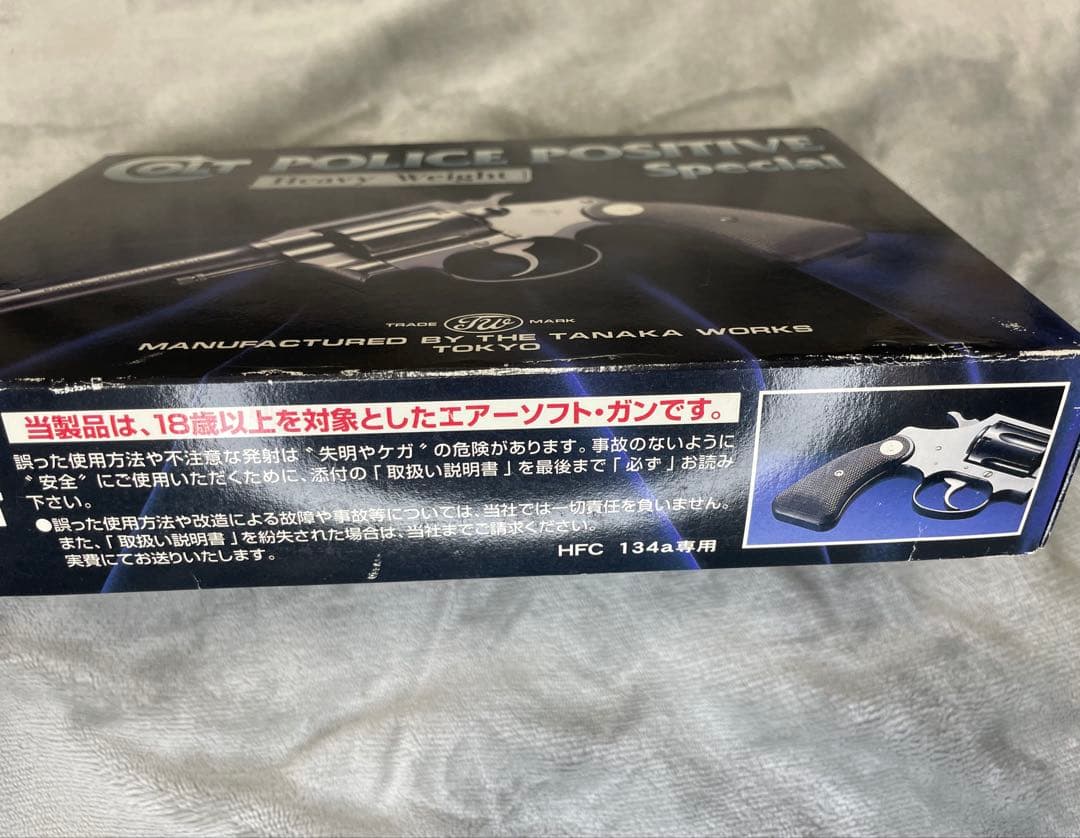 COLT POLICE POSITIVE
Special
Heavy Weight
TRADE TW MARK
MANUFACTURED BY THE TANAKA WORKS
TOKYO
当製品は、18歳以上を対象としたエアーソフト・ガンです。
誤った使用方法や不注意な発射は〝失明やケガ〟の危険があります。事故のないように
〝安全〟にご使用いただくために、添付の「取扱い説明書」を最後まで「必ず」お読み
下さい。
●誤った使用方法や改造による故障や事故等については、当社では一切責任を負いません。
また、「取扱い説明書」を紛失された場合は、当社までご請求ください。
実費にてお送りいたします。
HFC 134a専用